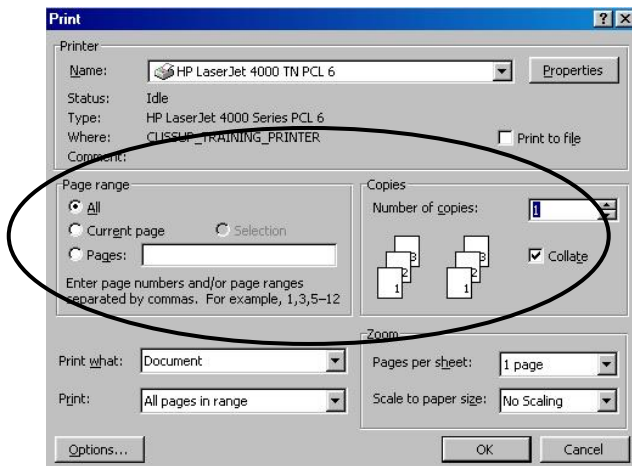 Print
Printer
Name: HP LaserJet 4000 TN PCL 6 Properties
Status: Idle
Type: HP LaserJet 4000 Series PCL 6
Where: CLISSUP_TRAINING_PRINTER Print to file
Comment:
Page range
All
Current page Selection
Pages:
Enter page numbers and/or page ranges
separated by commas. For example, 1,3,5–12
Copies
Number of copies: 1
3 3
2 2
1 1
Collate
Print what: Document
Print: All pages in range
Zoom
Pages per sheet: 1 page
Scale to paper size: No Scaling
Options... OK Cancel